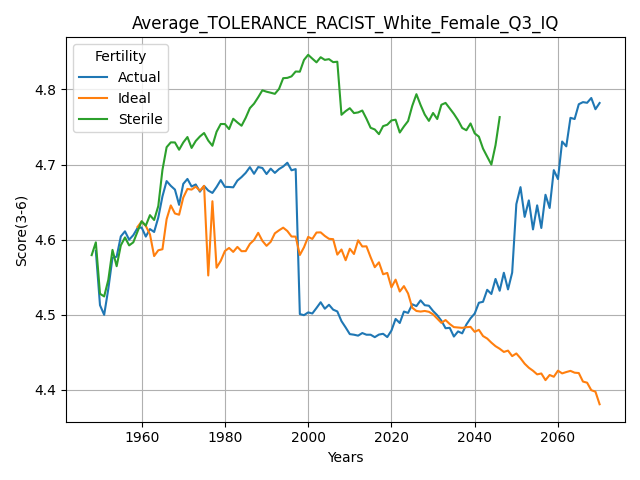 Average_TOLERANCE_RACIST_White_Female_Q3_IQ
Fertility
Actual
Ideal
Sterile
Score(3-6)
4.8
4.7
4.6
4.5
4.4
1960 1980 2000 2020 2040 2060
Years